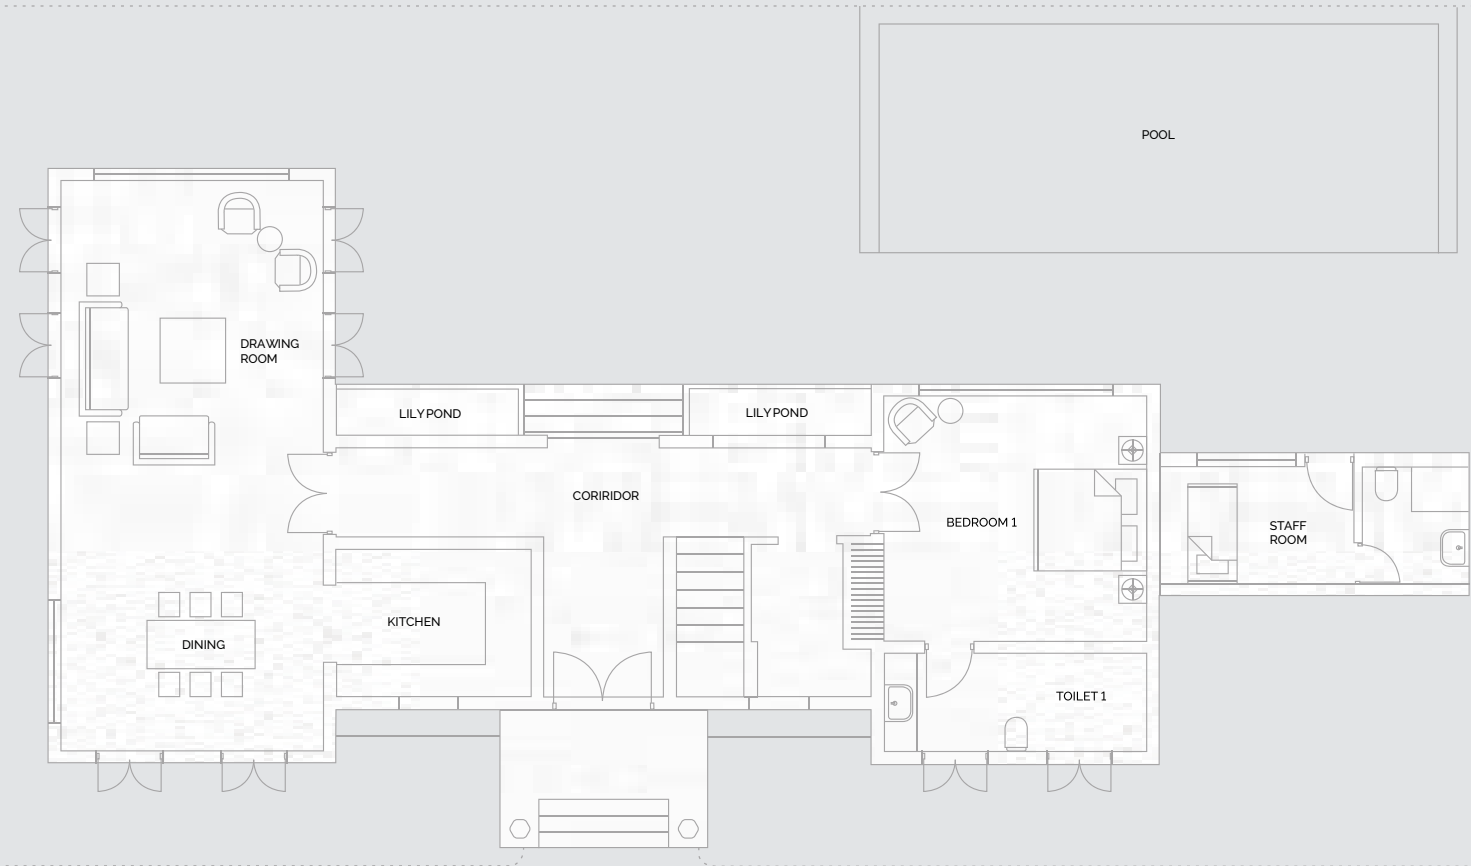 POOL
DRAWING
ROOM
LILY POND
LILY POND
CORIRIDOR
BEDROOM 1
STAFF
ROOM
KITCHEN
DINING
TOILET 1